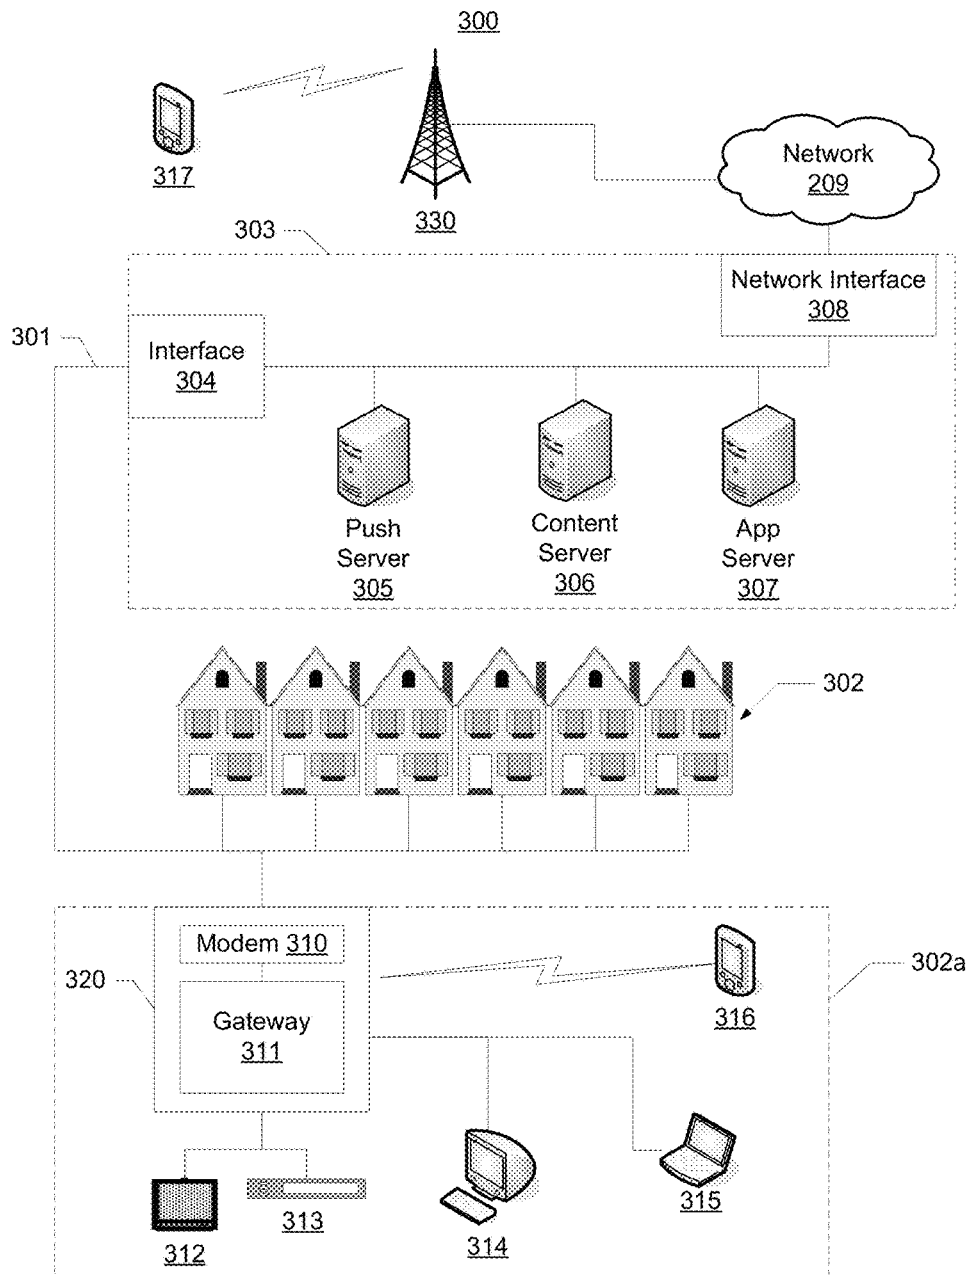 300
317
330
Network
209
303
Network Interface
308
301
Interface
304
Push
Server
305
Content
Server
306
App
Server
307
302
Modem 310
320
302a
Gateway
311
316
312
313
314
315